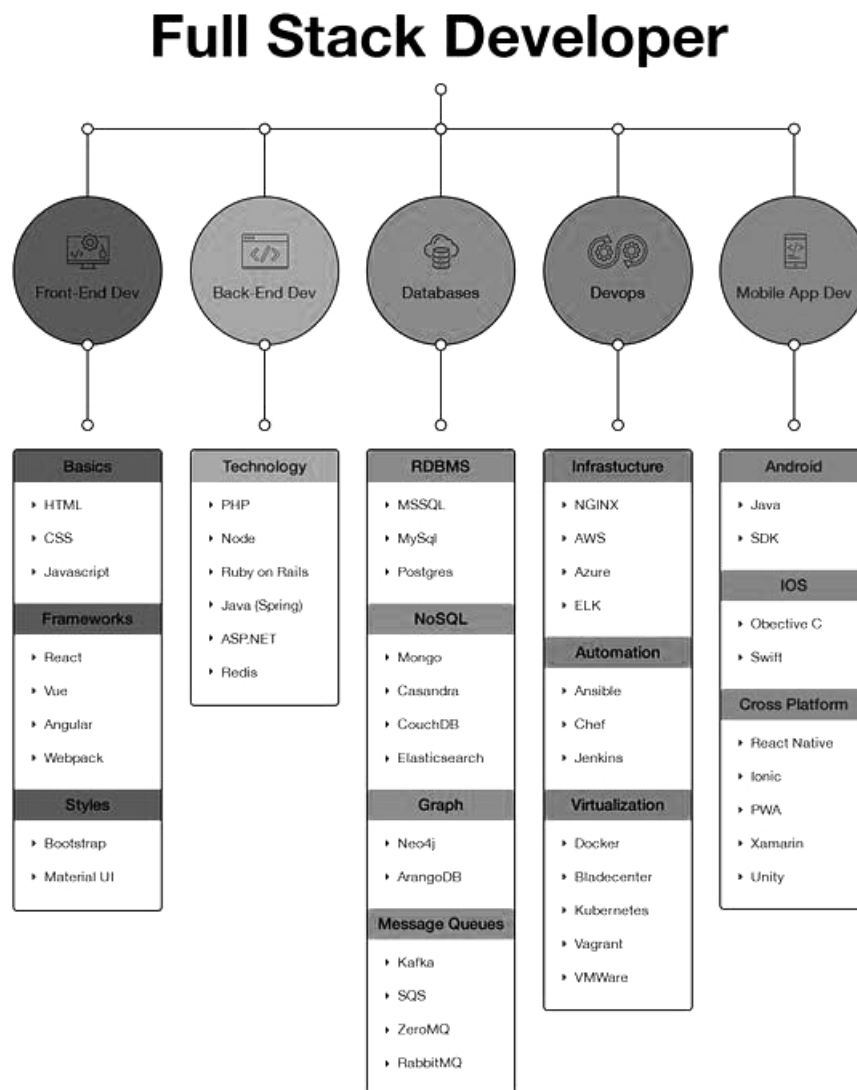 Full Stack Developer
Front-End Dev
Back-End Dev
Databases
Devops
Mobile App Dev
Basics
HTML
CSS
Javascript
Frameworks
React
Vue
Angular
Webpack
Styles
Bootstrap
Material UI
Technology
PHP
Node
Ruby on Rails
Java (Spring)
ASP.NET
Redis
RDBMS
MSSQL
MySql
Postgres
NoSQL
Mongo
Casandra
CouchDB
Elasticsearch
Graph
Neo4j
ArangoDB
Message Queues
Kafka
SQS
ZeroMQ
RabbitMQ
Infrastucture
NGINX
AWS
Azure
ELK
Automation
Ansible
Chef
Jenkins
Virtualization
Docker
Bladecenter
Kubernetes
Vagrant
VMWare
Android
Java
SDK
IOS
Obective C
Swift
Cross Platform
React Native
Ionic
PWA
Xamarin
Unity